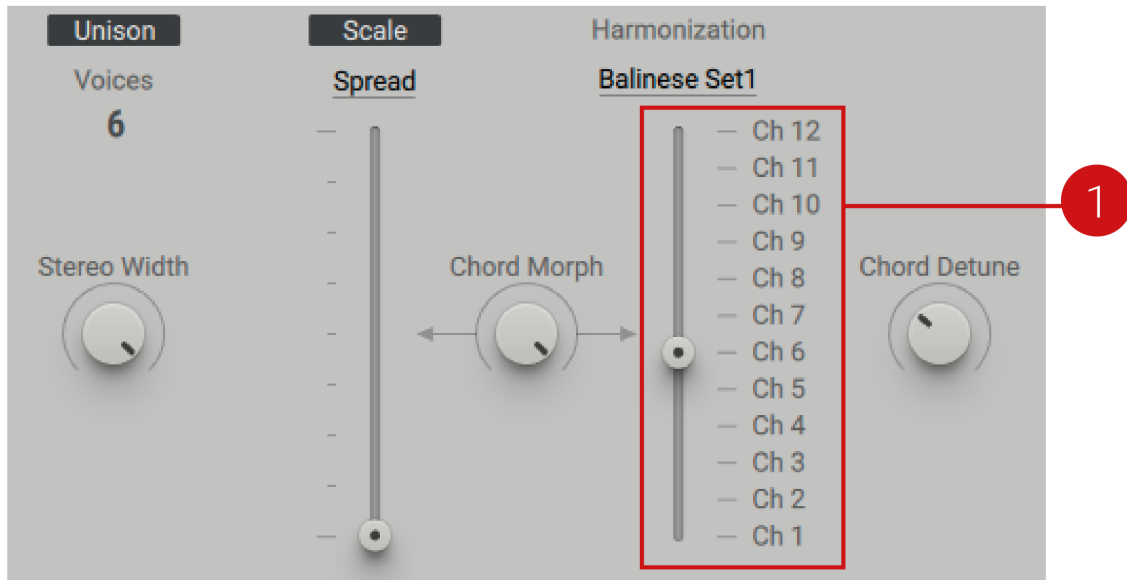 Unison
Scale
Harmonization
Voices
Spread
Balinese Set1
6
Ch 12
Ch 11
Ch 10
1
Ch 9
Stereo Width
Chord Morph
Chord Detune
Ch 8
Ch 7
Ch 6
Ch 5
Ch 4
Ch 3
Ch 2
Ch 1